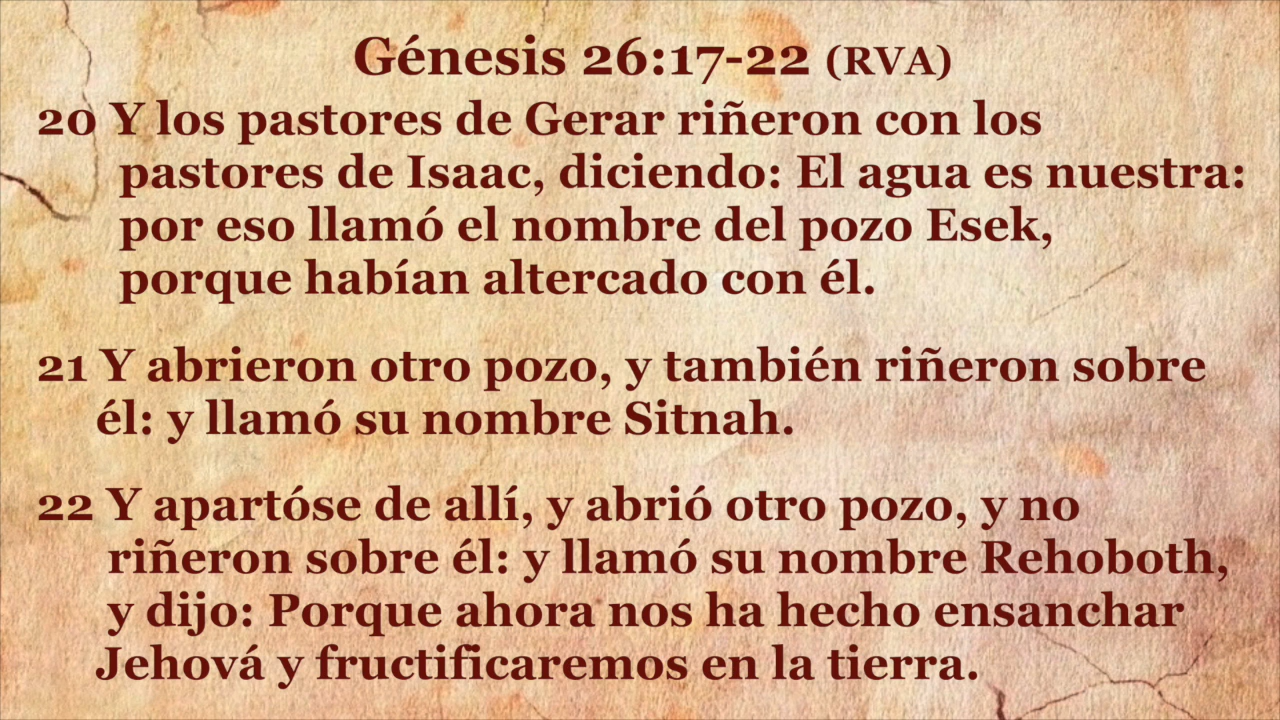 Génesis 26:17-22 (RVA)
20 Y los pastores de Gerar riñeron con los
pastores de Isaac, diciendo: El agua es nuestra:
por eso llamó el nombre del pozo Esek,
porque habían altercado con él.
21 Y abrieron otro pozo, y también riñeron sobre
él: y llamó su nombre Sitnah.
22 Y apartóse de allí, y abrió otro pozo, y no
riñeron sobre él: y llamó su nombre Rehoboth,
y dijo: Porque ahora nos ha hecho ensanchar
Jehová y fructificaremos en la tierra.